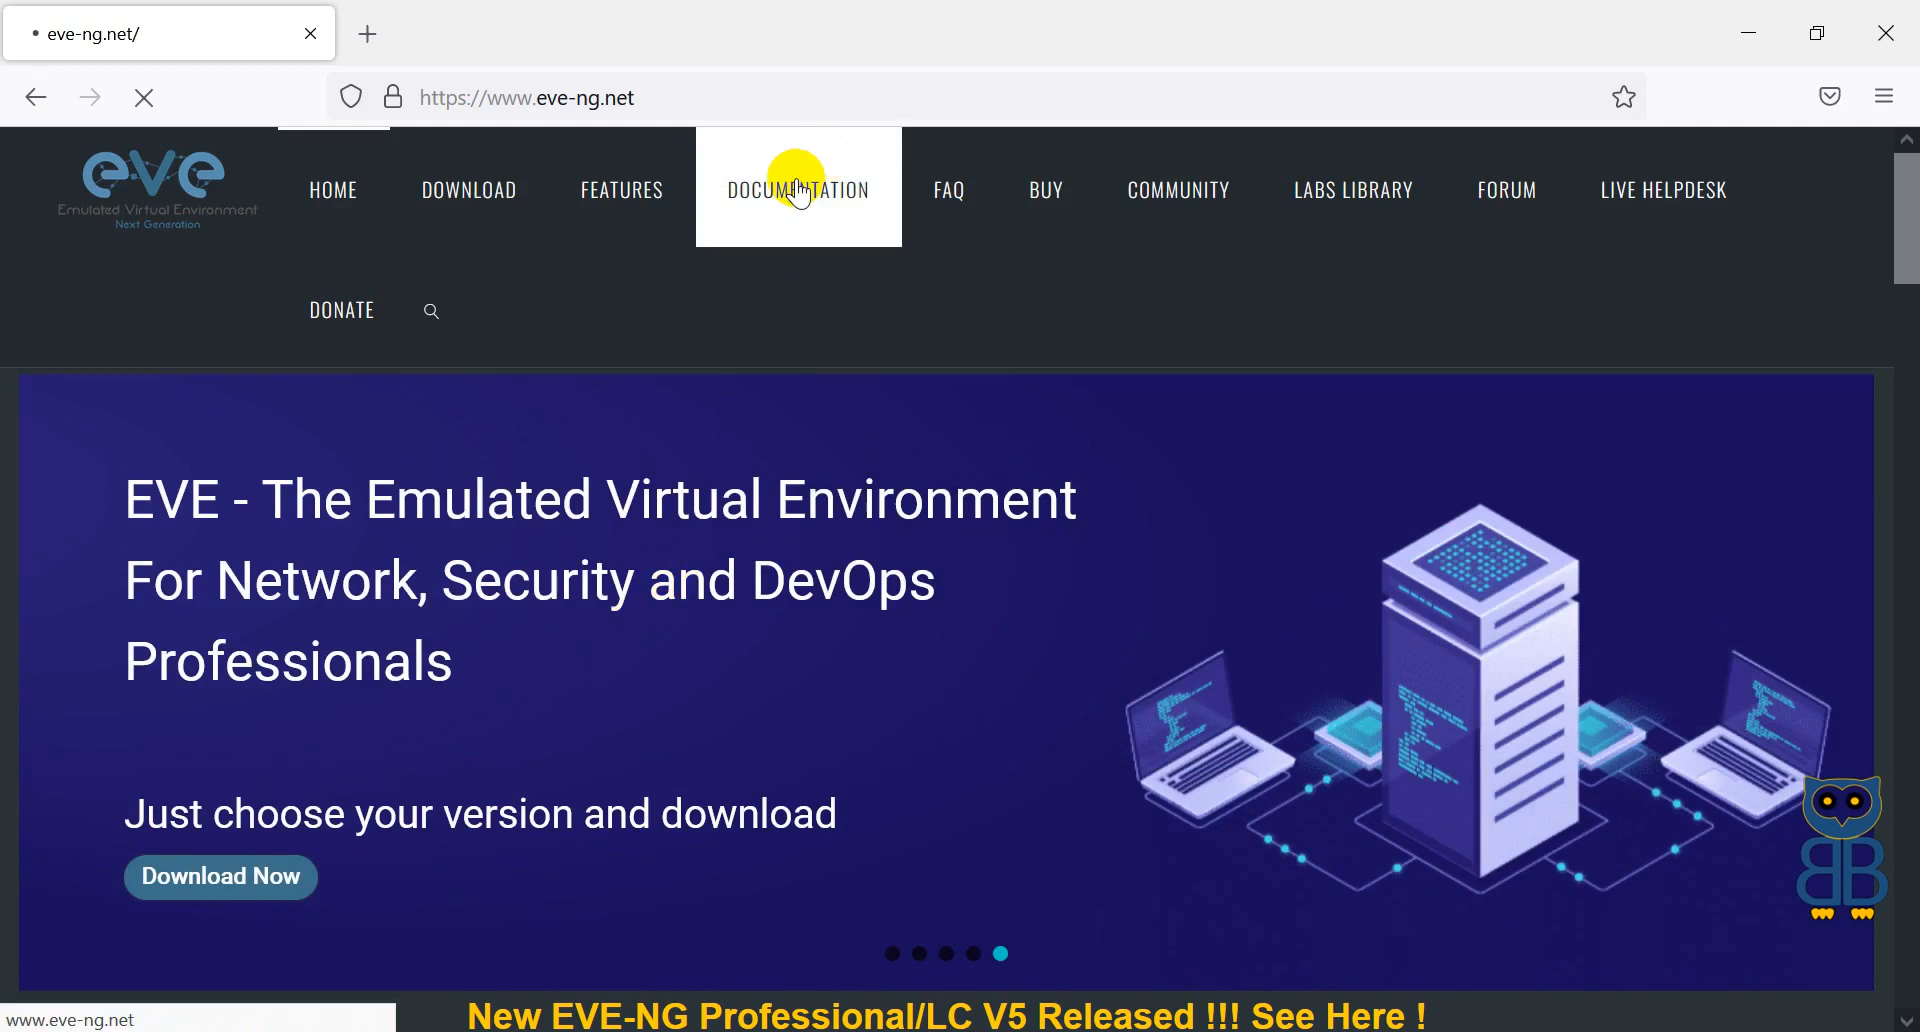 eve-ng.net/
https://www.eve-ng.net
eve
Emulated Virtual Environment
Next Generation
HOME
DOWNLOAD
FEATURES
DOCUMENTATION
FAQ
BUY
COMMUNITY
LABS LIBRARY
FORUM
LIVE HELPDESK
DONATE
EVE - The Emulated Virtual Environment
For Network, Security and DevOps
Professionals
Just choose your version and download
Download Now
BB
New EVE-NG Professional/LC V5 Released !!! See Here !
www.eve-ng.net